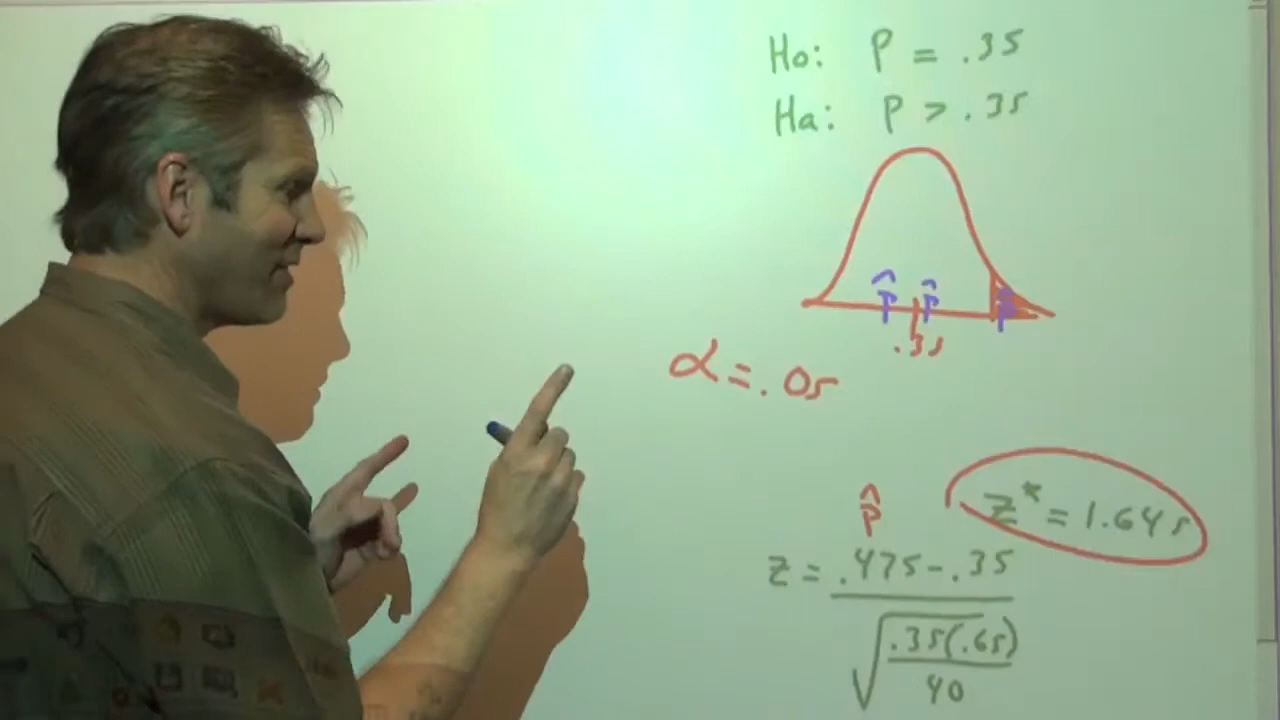 Ho: P = .35
Ha: P > .35
p̂ p̂ p̂
.35
α = .05
p̂
z* = 1.645
z = .475 - .35
√ .35(.65)
40